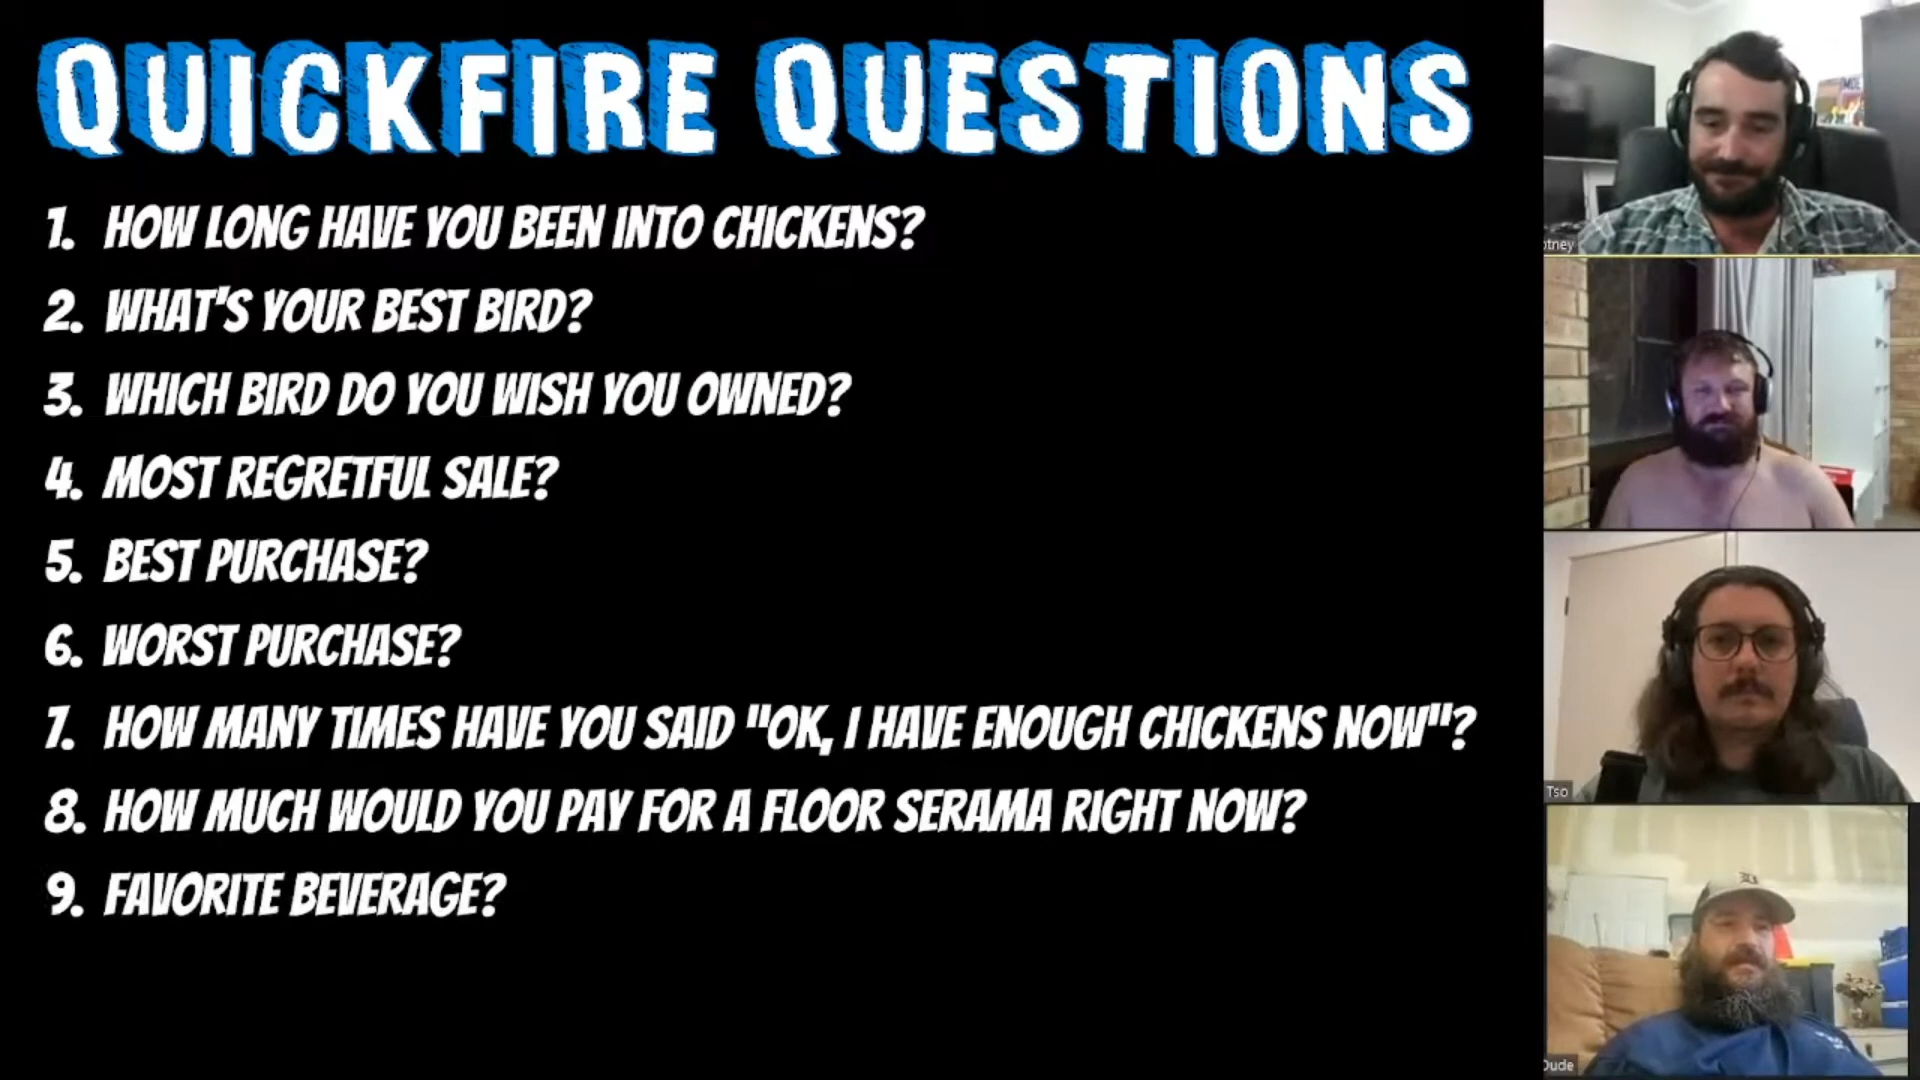 QUICKFIRE QUESTIONS
1. HOW LONG HAVE YOU BEEN INTO CHICKENS?
2. WHAT'S YOUR BEST BIRD?
3. WHICH BIRD DO YOU WISH YOU OWNED?
4. MOST REGRETFUL SALE?
5. BEST PURCHASE?
6. WORST PURCHASE?
7. HOW MANY TIMES HAVE YOU SAID "OK, I HAVE ENOUGH CHICKENS NOW"?
8. HOW MUCH WOULD YOU PAY FOR A FLOOR SERAMA RIGHT NOW?
9. FAVORITE BEVERAGE?
otney
Tso
Dude